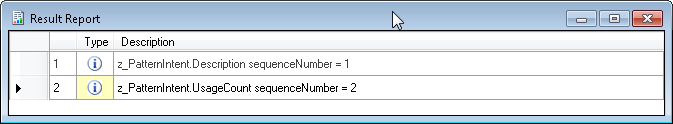 Result Report
Type Description
1 z_PatternIntent.Description sequenceNumber = 1
2 z_PatternIntent.UsageCount sequenceNumber = 2